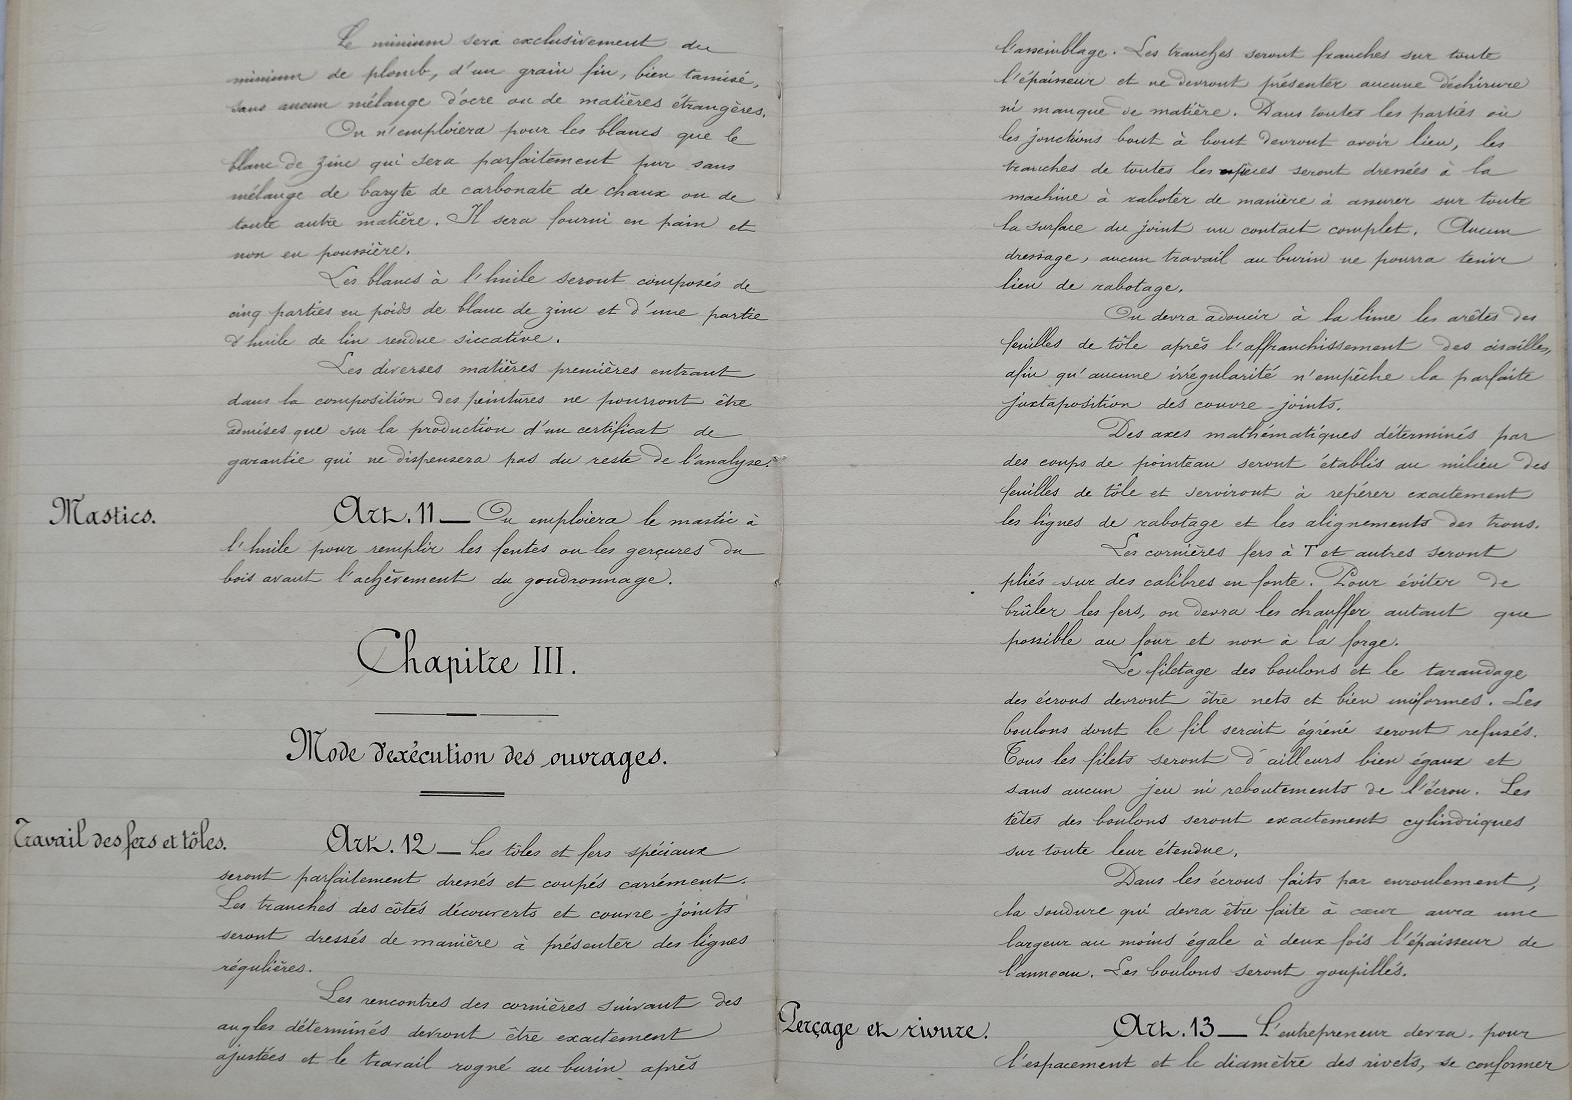 Le minium sera exclusivement du
minium de plomb, d'un grain fin, bien tamisé,
sans aucun mélange d'ocre ou de matières étrangères.
On n'emploiera pour les blancs que le
blanc de zinc qui sera parfaitement pur sans
mélange de baryte de carbonate de chaux ou de
toute autre matière. Il sera fourni en pain et
non en poussière.
Les blancs à l'huile seront composés de
cinq parties en poids de blanc de zinc et d'une partie
d'huile de lin rendue siccative.
Les diverses matières premières entrant
dans la composition des peintures ne pourront être
admises que sur la production d'un certificat de
garantie qui ne dispensera pas du reste de l'analyse.
Mastics.
Art. 11 — On emploiera le mastic à
l'huile pour remplir les fentes ou les gerçures du
bois avant l'achèvement du goudronnage.
Chapitre III.
Mode d'exécution des ouvrages.
Travail des fers et tôles.
Art. 12 — Les tôles et fers spéciaux
seront parfaitement dressés et coupés carrément.
Les tranches des côtés découverts et couvre-joints
seront dressés de manière à présenter des lignes
régulières.
Les rencontres des cornières suivant des
angles déterminés devront être exactement
ajustées et le travail rogné au burin après
l'assemblage. Les tranches seront franches sur toute
l'épaisseur et ne devront présenter aucune déchirure
ni manque de matière. Dans toutes les parties où
les jonctions bout à bout devront avoir lieu, les
tranches de toutes les pièces seront dressées à la
machine à raboter de manière à assurer sur toute
la surface du joint un contact complet. Aucun
dressage, aucun travail au burin ne pourra tenir
lieu de rabotage.
On devra adoucir à la lime les arêtes des
feuilles de tôle après l'affranchissement des cisailles,
afin qu'aucune irrégularité n'empêche la parfaite
juxtaposition des couvre-joints.
Des axes mathématiques déterminés par
des coups de pointeau seront établis au milieu des
feuilles de tôle et serviront à repérer exactement
les lignes de rabotage et les alignements des trous.
Les cornières fers à T et autres seront
pliés sur des calibres en fonte. Pour éviter de
brûler les fers, on devra les chauffer autant que
possible au four et non à la forge.
Le filetage des boulons et le taraudage
des écrous devront être nets et bien uniformes. Les
boulons dont le fil serait égréné seront refusés.
Tous les filets seront d'ailleurs bien égaux et
sans aucun jeu ni reboutements de l'écrou. Les
têtes des boulons seront exactement cylindriques
sur toute leur étendue.
Dans les écrous faits par enroulement,
la soudure qui devra être faite à cœur aura une
largeur au moins égale à deux fois l'épaisseur de
l'anneau. Les boulons seront goupillés.
Perçage et rivure.
Art. 13 — L'entrepreneur devra, pour
l'espacement et le diamètre des rivets, se conformer